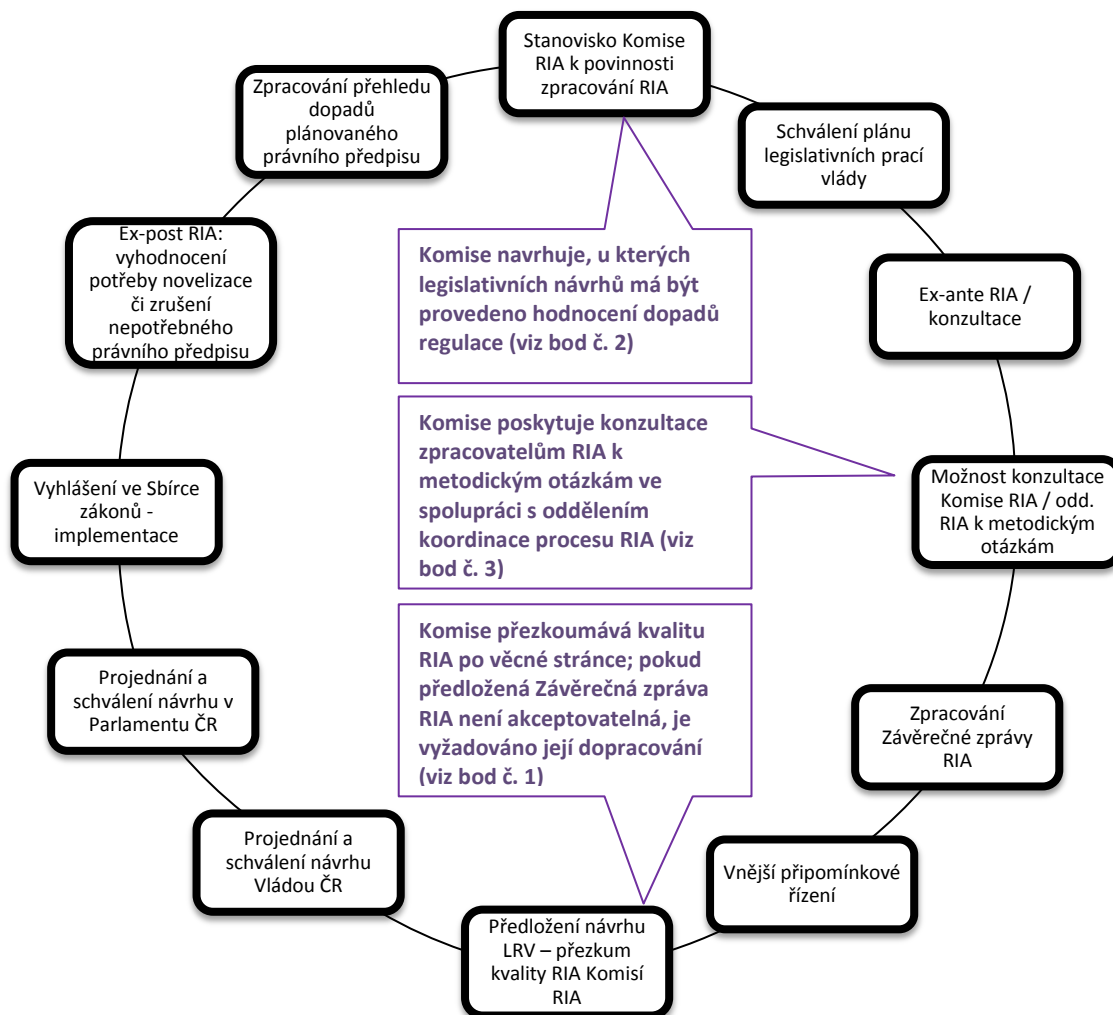 Stanovisko Komise
RIA k povinnosti
zpracování RIA
Schválení plánu
legislativních prací
vlády
Ex-ante RIA /
konzultace
Možnost konzultace
Komise RIA / odd.
RIA k metodickým
otázkám
Zpracování
Závěrečné zprávy
RIA
Vnější připomínkové
řízení
Předložení návrhu
LRV – přezkum
kvality RIA Komisí
RIA
Projednání a
schválení návrhu
Vládou ČR
Projednání a
schválení návrhu v
Parlamentu ČR
Vyhlášení ve Sbírce
zákonů -
implementace
Ex-post RIA:
vyhodnocení
potřeby novelizace
či zrušení
nepotřebného
právního předpisu
Zpracování přehledu
dopadů
plánovaného
právního předpisu
Komise navrhuje, u kterých
legislativních návrhů má být
provedeno hodnocení dopadů
regulace (viz bod č. 2)
Komise poskytuje konzultace
zpracovatelům RIA k
metodickým otázkám ve
spolupráci s oddělením
koordinace procesu RIA (viz
bod č. 3)
Komise přezkoumává kvalitu
RIA po věcné stránce; pokud
předložená Závěrečná zpráva
RIA není akceptovatelná, je
vyžadováno její dopracování
(viz bod č. 1)